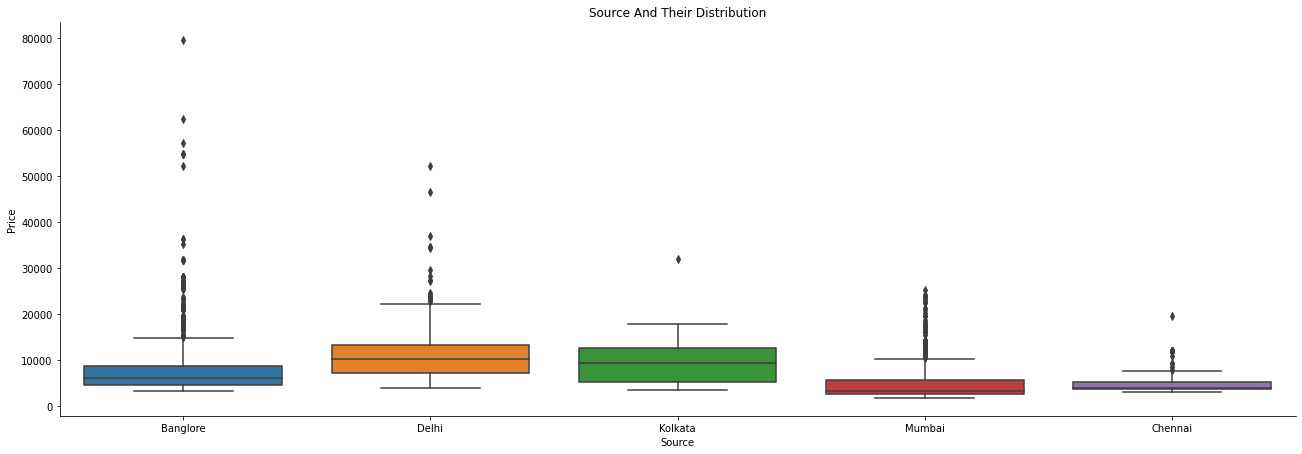 Source And Their Distribution
80000
70000
60000
50000
40000
30000
20000
10000
0
Price
Banglore Delhi Kolkata Mumbai Chennai
Source